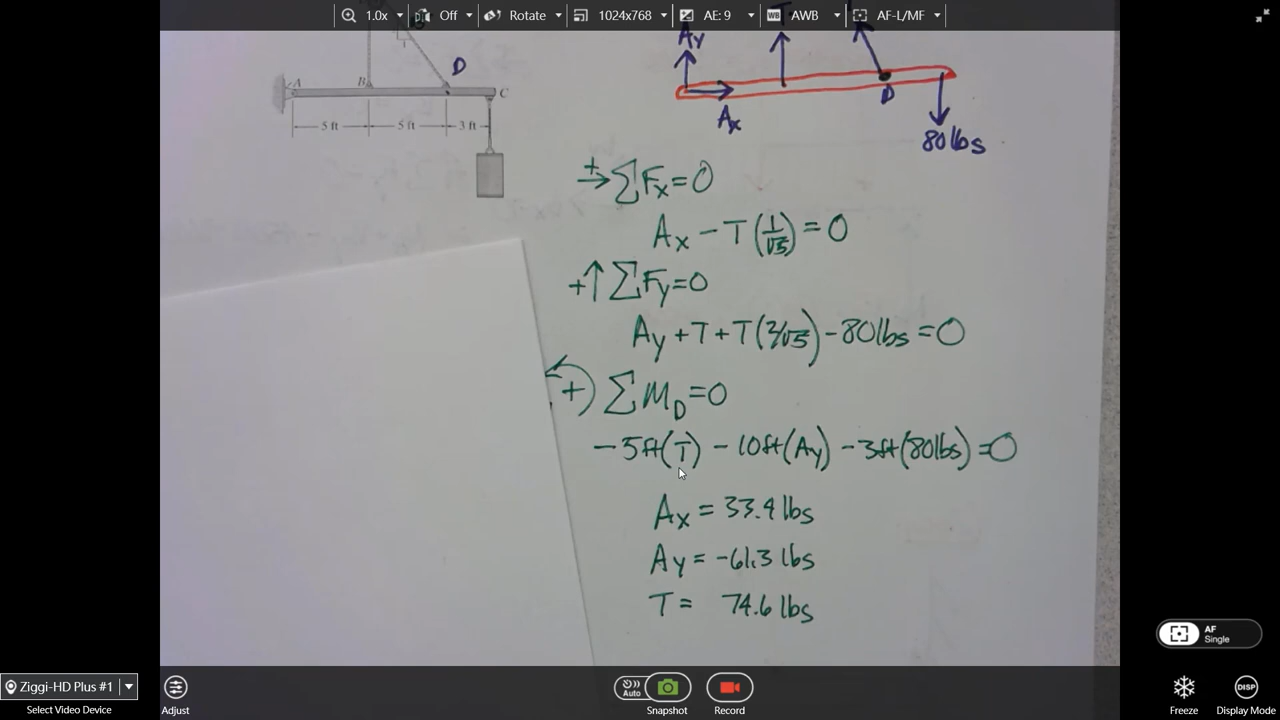 1.0x
Off
Rotate
1024x768
AE: 9
AWB
AF-L/MF
A
B
D
C
5 ft
5 ft
3 ft
Ay
T
D
Ax
80 lbs
+→ ΣFx = 0
Ax - T(1/√5) = 0
+↑ ΣFy = 0
Ay + T + T(2/√5) - 80 lbs = 0
+) ΣMD = 0
-5ft(T) - 10ft(Ay) - 3ft(80lbs) = 0
Ax = 33.4 lbs
Ay = -61.3 lbs
T = 74.6 lbs
AF
Single
Ziggi-HD Plus #1
Select Video Device
Adjust
Auto
Snapshot
Record
Freeze
DISP
Display Mode